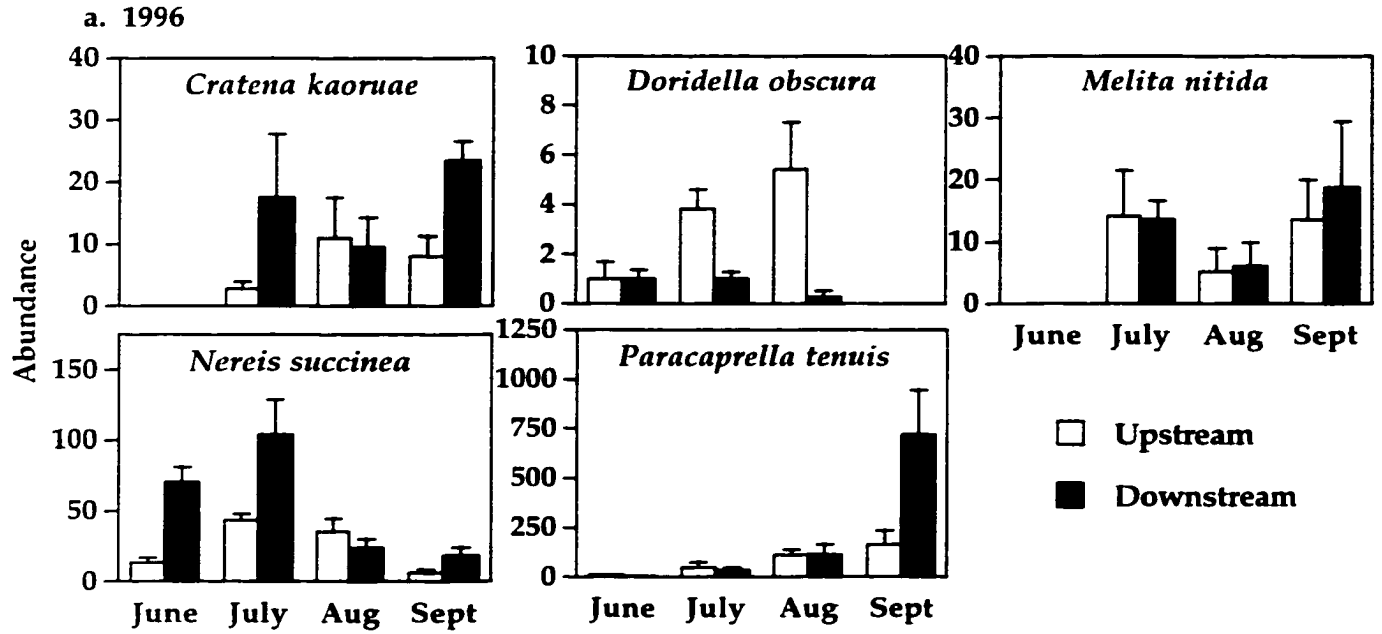 a. 1996
Abundance
Cratena kaoruae
40
30
20
10
0
Doridella obscura
10
8
6
4
2
0
Melita nitida
40
30
20
10
0
June July Aug Sept
Nereis succinea
150
100
50
0
June July Aug Sept
Paracaprella tenuis
1250
1000
750
500
250
0
June July Aug Sept
Upstream
Downstream